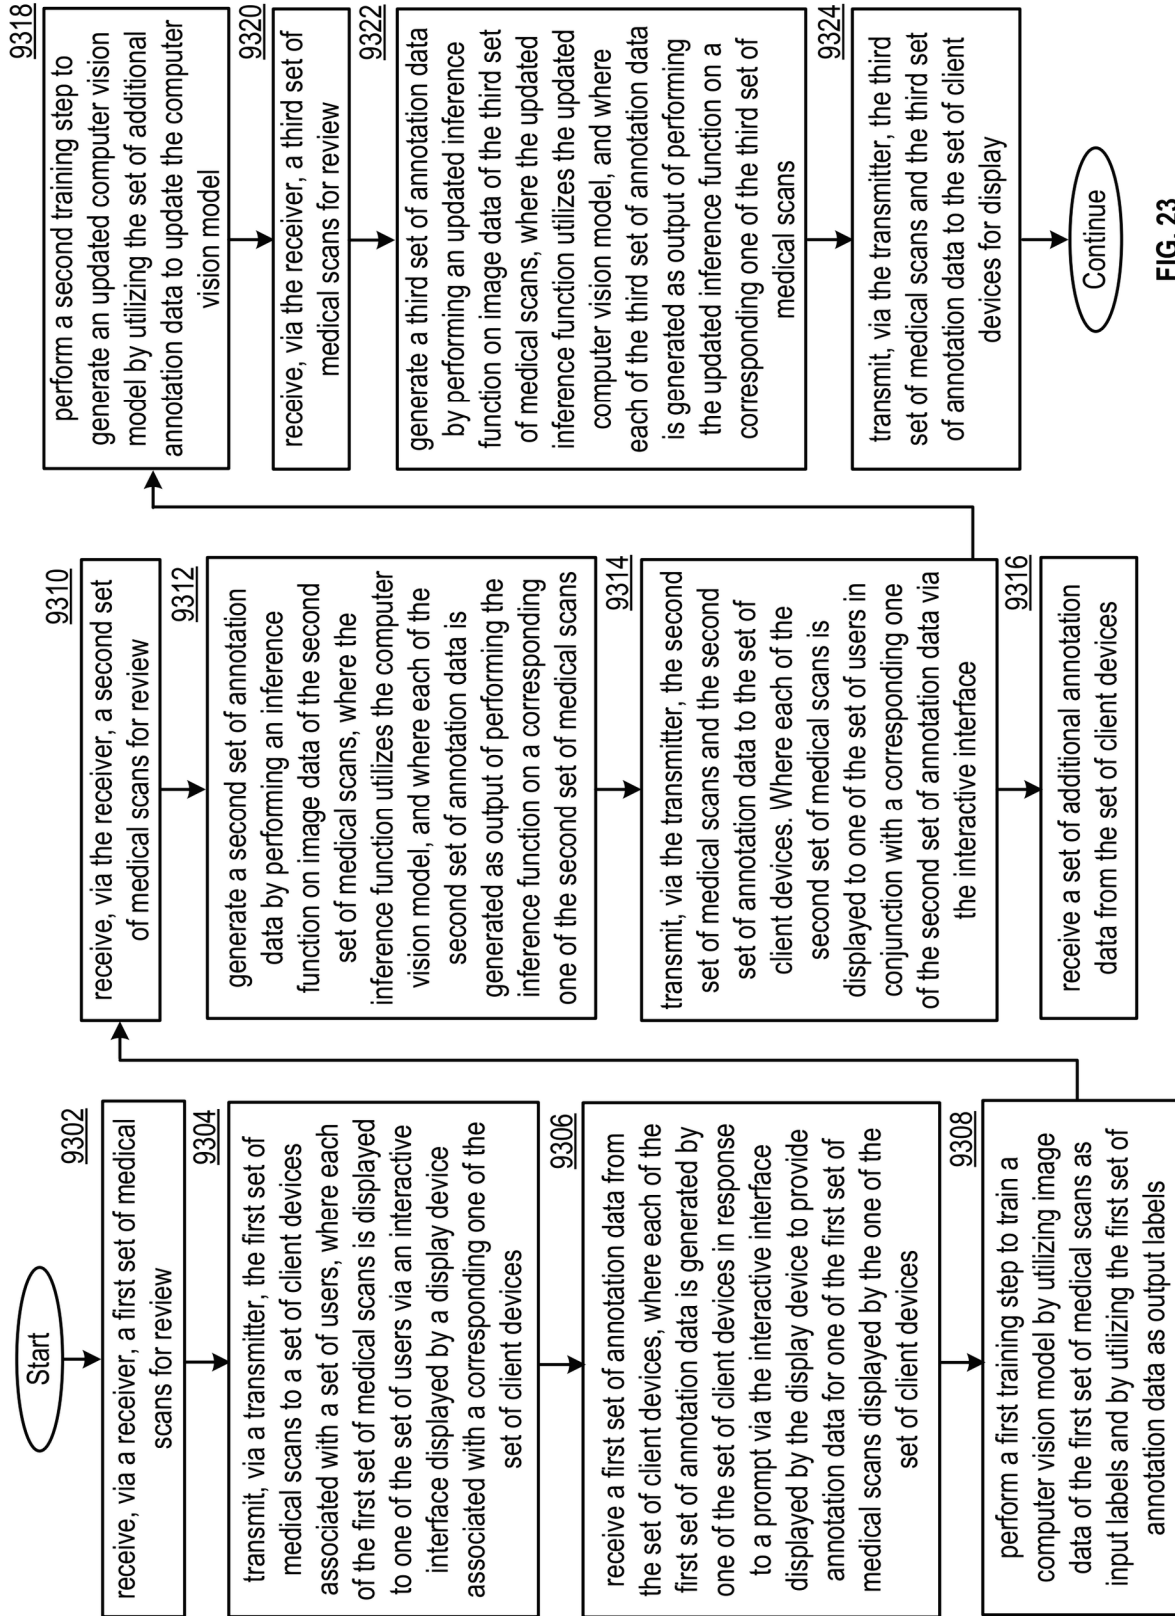 Start
9302
receive, via a receiver, a first set of medical
scans for review
9304
transmit, via a transmitter, the first set of
medical scans to a set of client devices
associated with a set of users, where each
of the first set of medical scans is displayed
to one of the set of users via an interactive
interface displayed by a display device
associated with a corresponding one of the
set of client devices
9306
receive a first set of annotation data from
the set of client devices, where each of the
first set of annotation data is generated by
one of the set of client devices in response
to a prompt via the interactive interface
displayed by the display device to provide
annotation data for one of the first set of
medical scans displayed by the one of the
set of client devices
9308
perform a first training step to train a
computer vision model by utilizing image
data of the first set of medical scans as
input labels and by utilizing the first set of
annotation data as output labels
9310
receive, via the receiver, a second set
of medical scans for review
9312
generate a second set of annotation
data by performing an inference
function on image data of the second
set of medical scans, where the
inference function utilizes the computer
vision model, and where each of the
second set of annotation data is
generated as output of performing the
inference function on a corresponding
one of the second set of medical scans
9314
transmit, via the transmitter, the second
set of medical scans and the second
set of annotation data to the set of
client devices. Where each of the
second set of medical scans is
displayed to one of the set of users in
conjunction with a corresponding one
of the second set of annotation data via
the interactive interface
9316
receive a set of additional annotation
data from the set of client devices
9318
perform a second training step to
generate an updated computer vision
model by utilizing the set of additional
annotation data to update the computer
vision model
9320
receive, via the receiver, a third set of
medical scans for review
9322
generate a third set of annotation data
by performing an updated inference
function on image data of the third set
of medical scans, where the updated
inference function utilizes the updated
computer vision model, and where
each of the third set of annotation data
is generated as output of performing
the updated inference function on a
corresponding one of the third set of
medical scans
9324
transmit, via the transmitter, the third
set of medical scans and the third set
of annotation data to the set of client
devices for display
Continue
FIG. 23